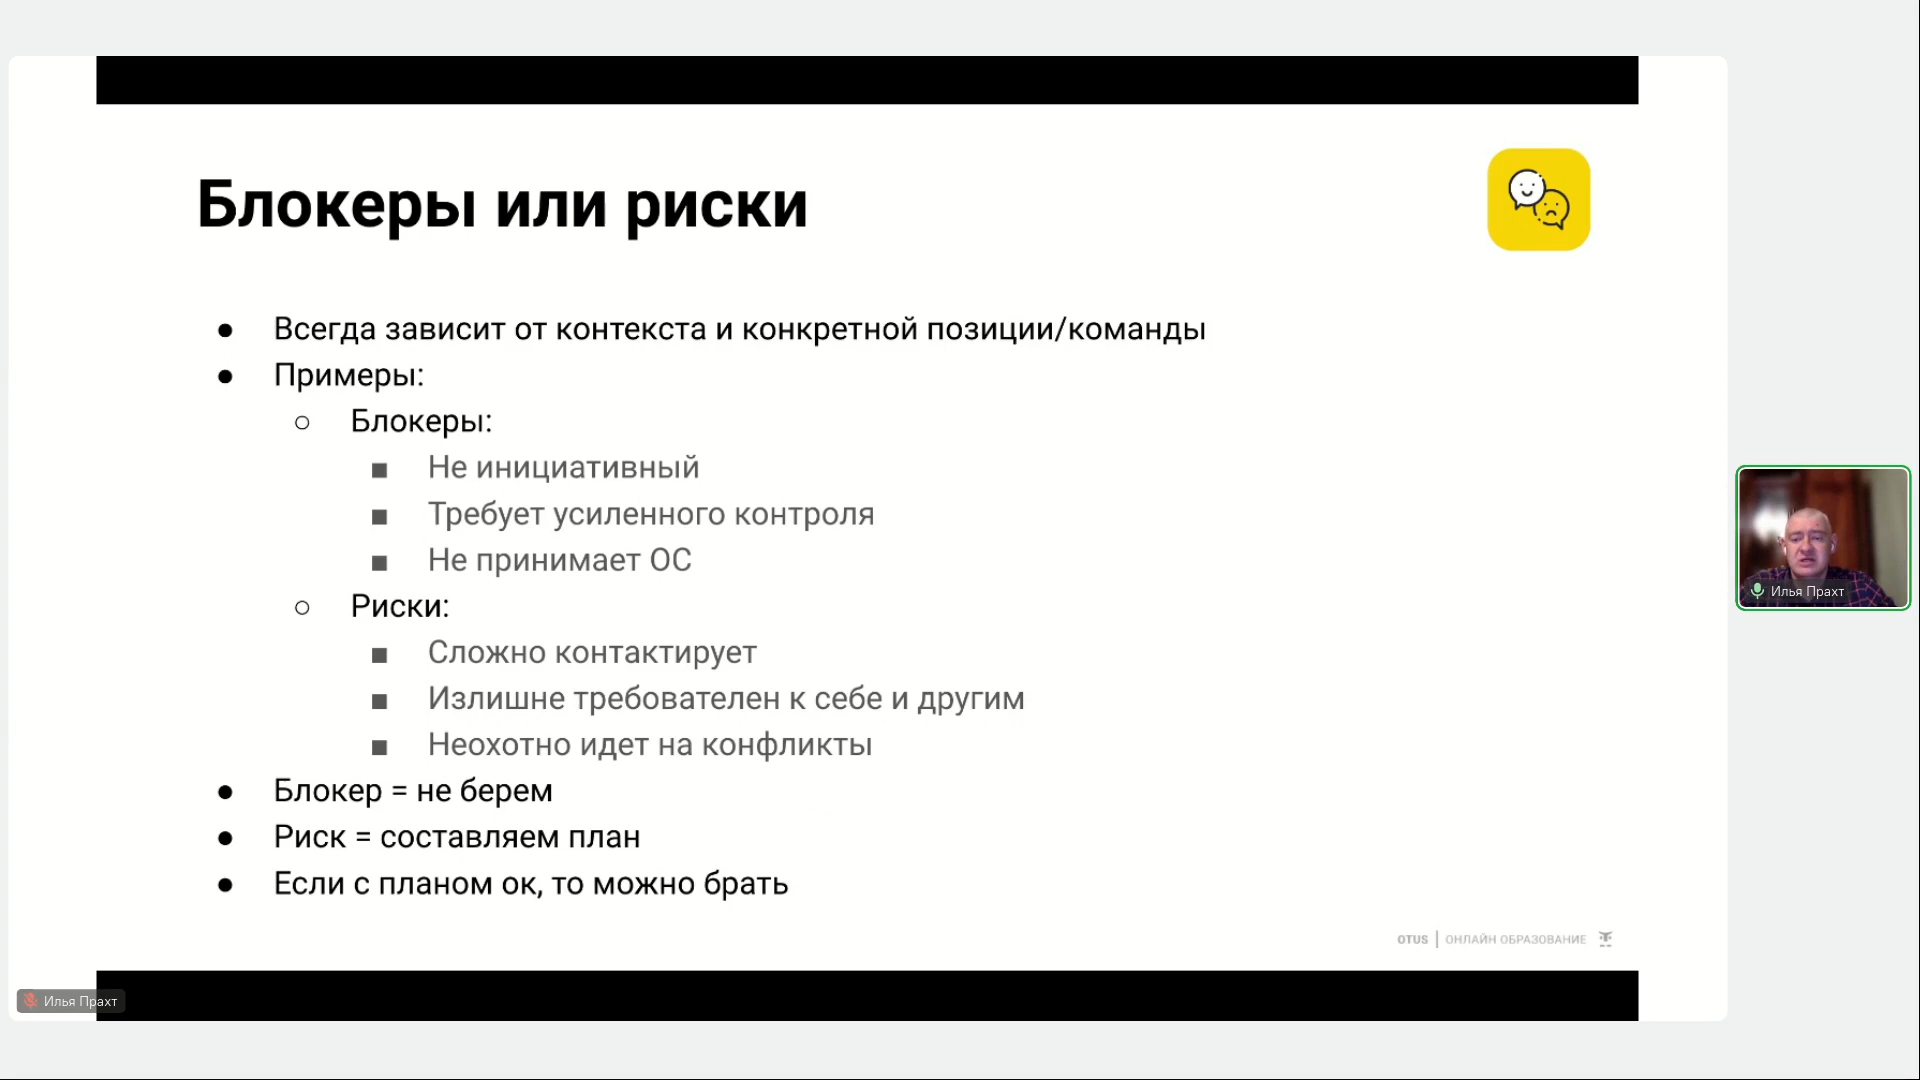 Блокеры или риски
Всегда зависит от контекста и конкретной позиции/команды
Примеры:
Блокеры:
Не инициативный
Требует усиленного контроля
Не принимает ОС
Риски:
Сложно контактирует
Излишне требователен к себе и другим
Неохотно идет на конфликты
Блокер = не берем
Риск = составляем план
Если с планом ок, то можно брать
OTUS | ОНЛАЙН ОБРАЗОВАНИЕ
Илья Прахт
Илья Прахт